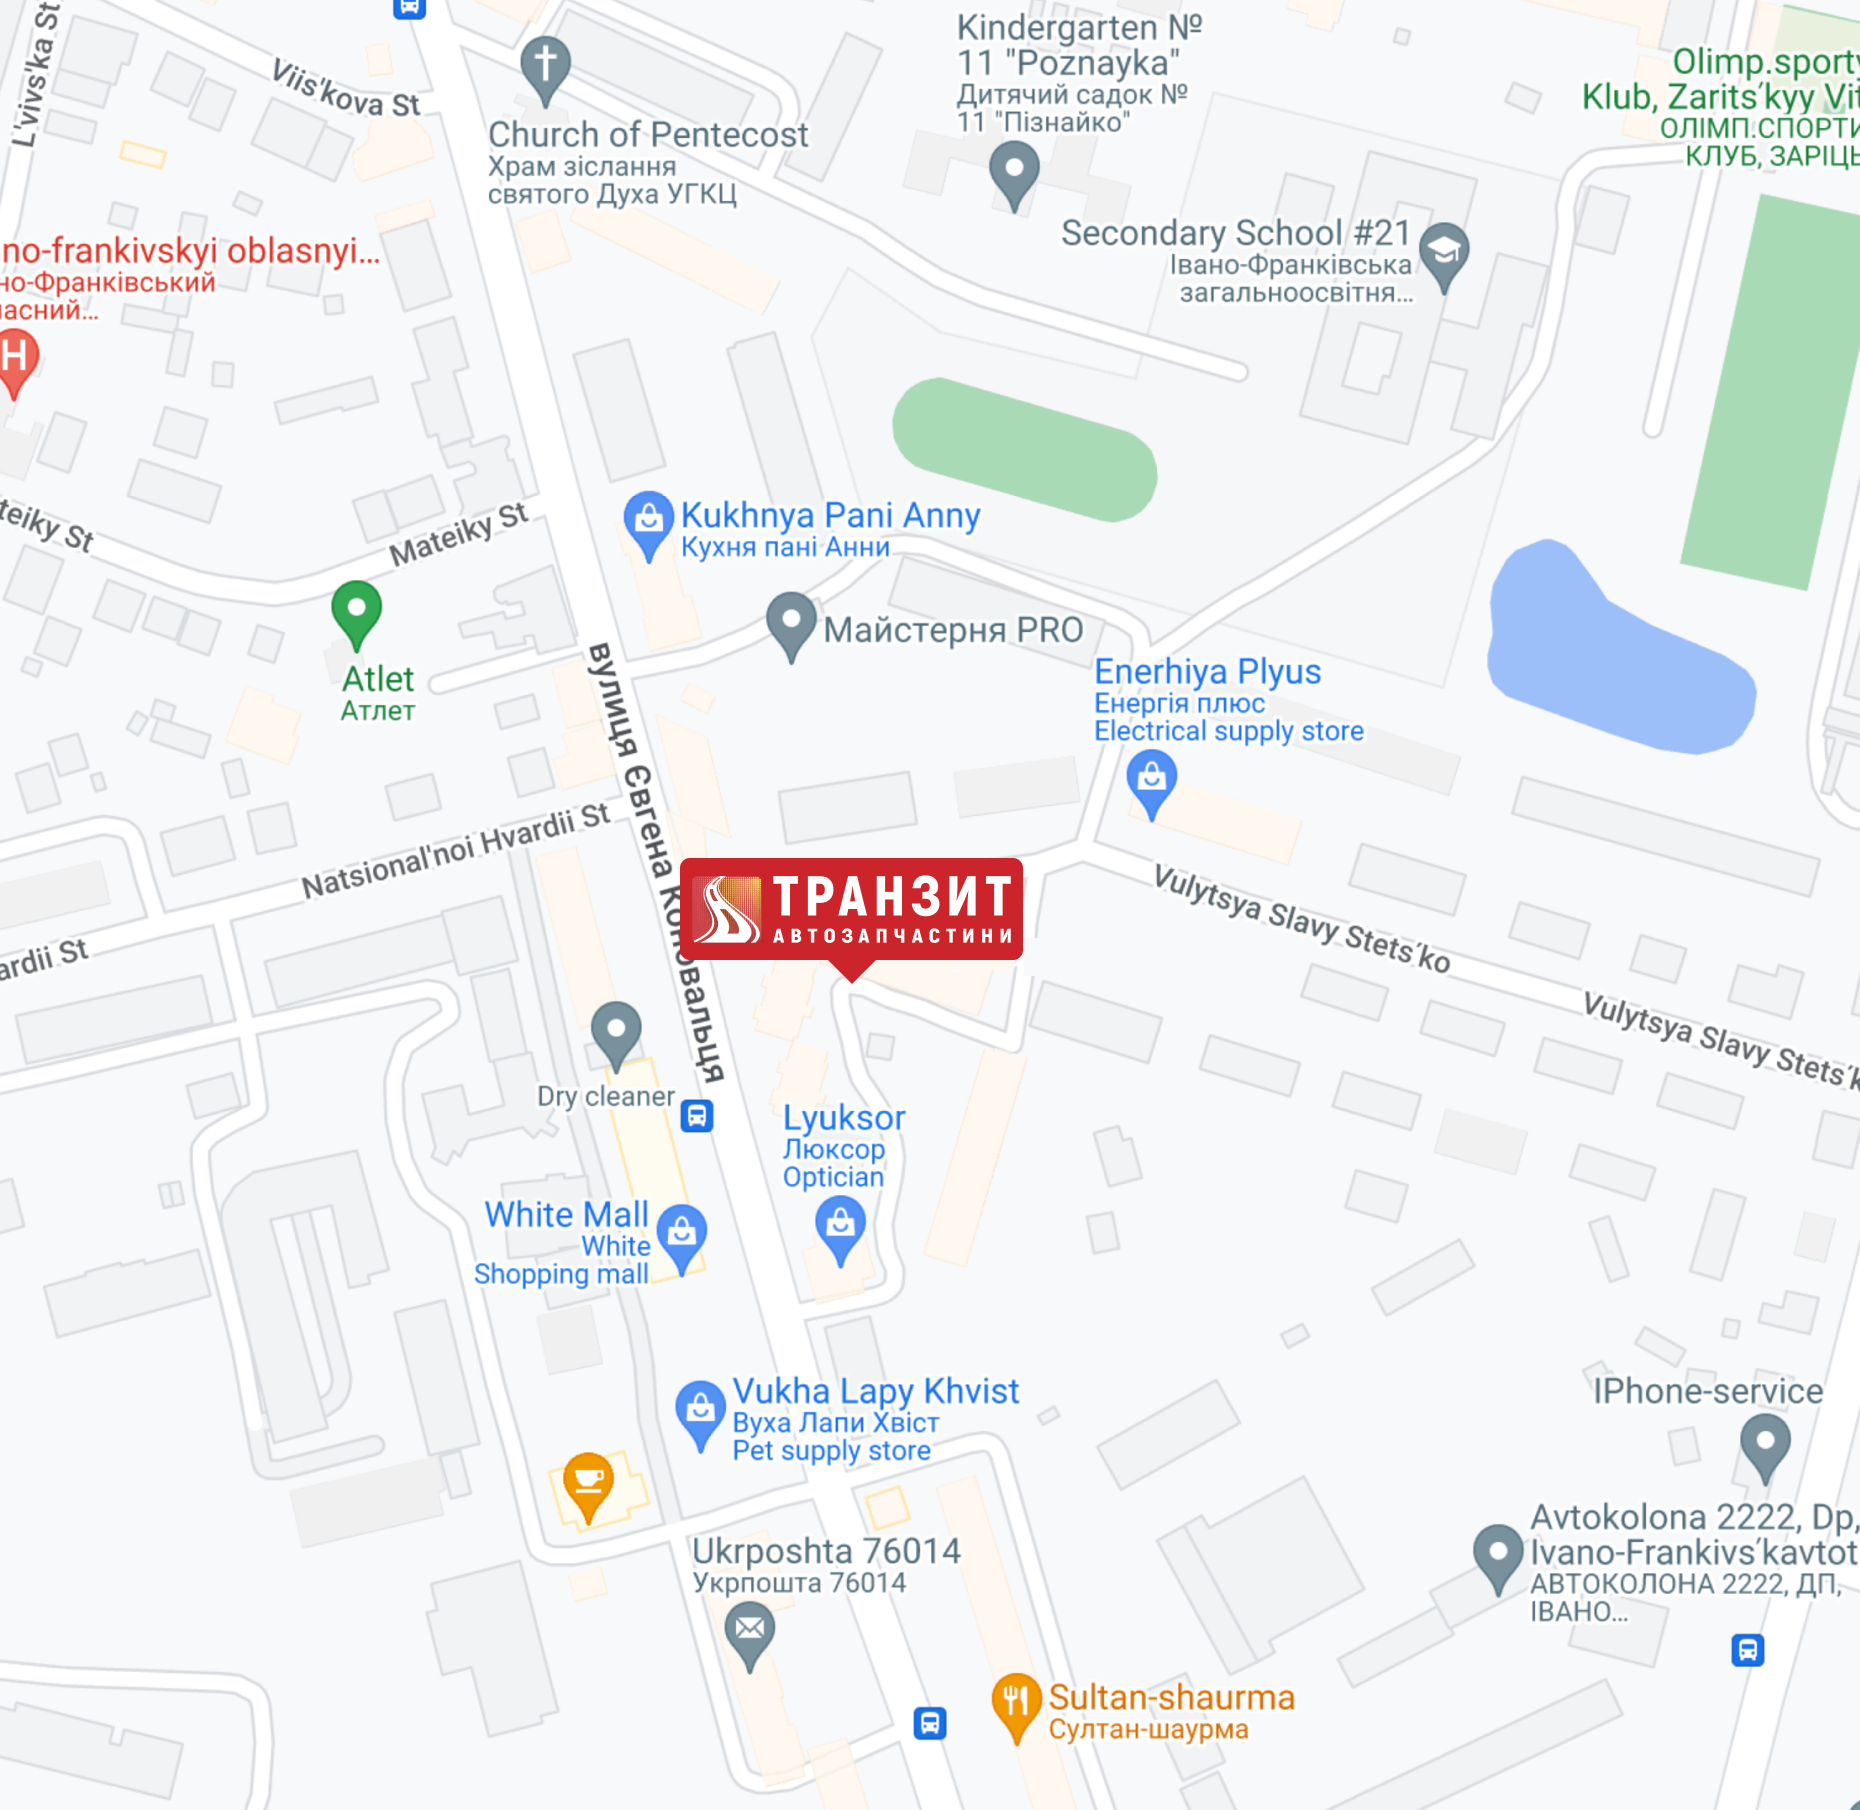 L'vivs'ka St
Viis'kova St
Church of Pentecost
Храм зіслання
святого Духа УГКЦ
Kindergarten №
11 "Poznayka"
Дитячий садок №
11 "Пізнайко"
Olimp.sporty
Klub, Zarits'kyy Vit
ОЛІМП.СПОРТИ
КЛУБ, ЗАРІЦЬ
Secondary School #21
Івано-Франківська
загальноосвітня...
no-frankivskyi oblasnyi...
но-Франківський
ласний...
H
teiky St
Mateiky St
Kukhnya Pani Anny
Кухня пані Анни
Майстерня PRO
Atlet
Атлет
Enerhiya Plyus
Енергія плюс
Electrical supply store
вулиця Євгена Коновальця
Natsional'noi Hvardii St
ardii St
ТРАНЗИТ
АВТОЗАПЧАСТИНИ
Vulytsya Slavy Stets'ko
Vulytsya Slavy Stets'k
Dry cleaner
Lyuksor
Люксор
Optician
White Mall
White
Shopping mall
Vukha Lapy Khvist
Вуха Лапи Хвіст
Pet supply store
IPhone-service
Avtokolona 2222, Dp,
Ivano-Frankivs'kavtot
АВТОКОЛОНА 2222, ДП,
ІВАНО...
Ukrposhta 76014
Укрпошта 76014
Sultan-shaurma
Султан-шаурма